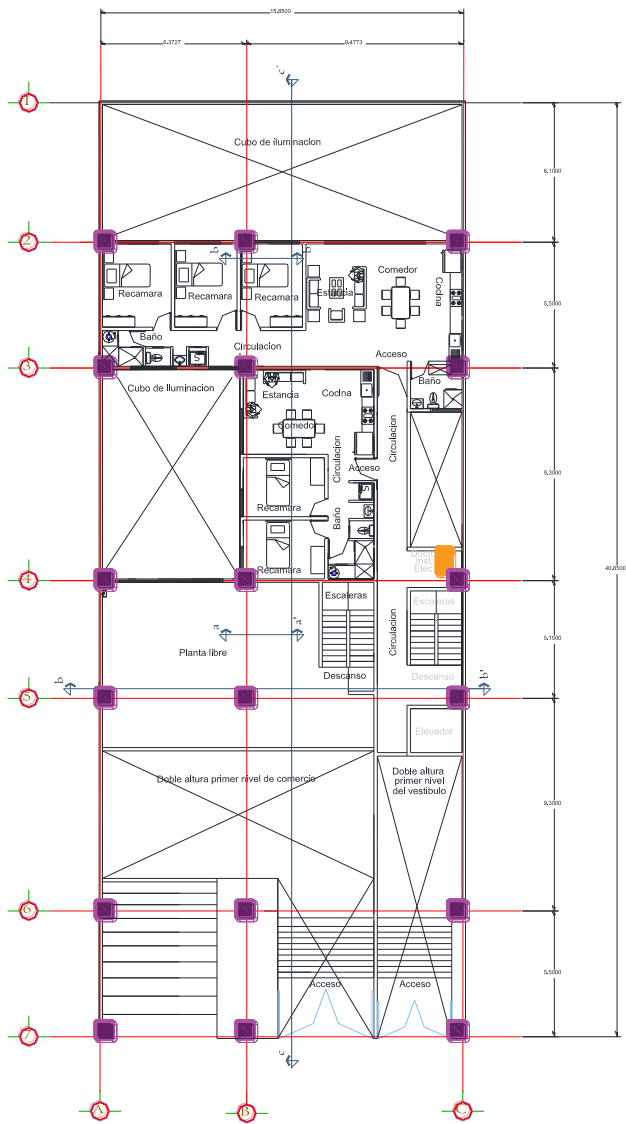 15.8500
6.3727
9.4773
c'
1
Cubo de iluminacion
6.1000
2
b
b'
Comedor
Recamara
Recamara
Recamara
Estancia
Cocina
5.5000
Baño
Circulacion
S
Acceso
3
Cubo de Iluminacion
Estancia
Cocina
Baño
Comedor
Circulacion
Circulacion
9.3000
Acceso
Recamara
S
Baño
Inst.
Elec.
40.8500
Recamara
4
Escaleras
Escaleras
a
a'
Circulacion
5.1500
Planta libre
Descanso
Descanso
b
b'
5
Elevador
Doble altura primer nivel de comercio
Doble altura
primer nivel
del vestibulo
9.3000
6
5.5000
Acceso
Acceso
7
c
A
B
C